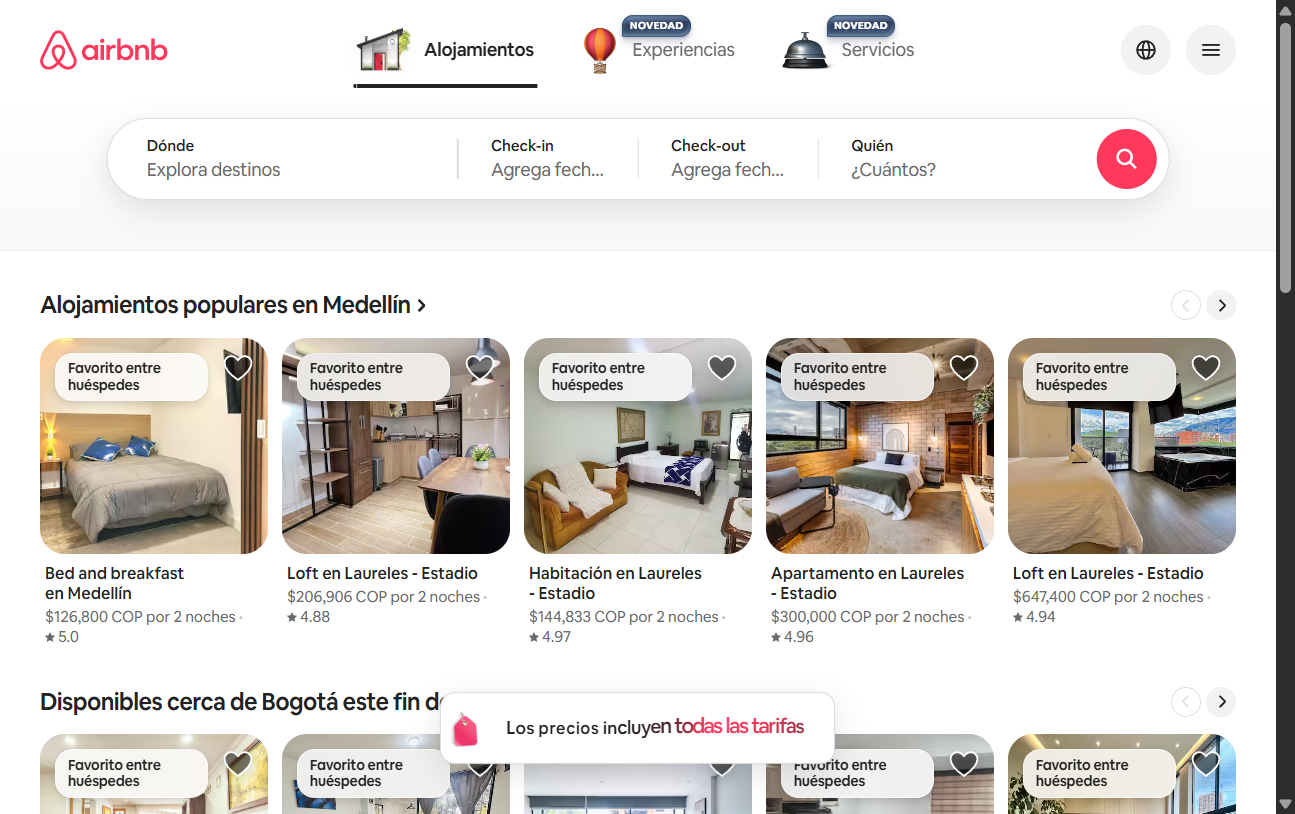 airbnb
Alojamientos
NOVEDAD
Experiencias
NOVEDAD
Servicios
Dónde
Explora destinos
Check-in
Agrega fech...
Check-out
Agrega fech...
Quién
¿Cuántos?
Alojamientos populares en Medellín
Favorito entre
huéspedes
Favorito entre
huéspedes
Favorito entre
huéspedes
Favorito entre
huéspedes
Favorito entre
huéspedes
Bed and breakfast
en Medellín
$126,800 COP por 2 noches ·
★ 5.0
Loft en Laureles - Estadio
$206,906 COP por 2 noches ·
★ 4.88
Habitación en Laureles
- Estadio
$144,833 COP por 2 noches ·
★ 4.97
Apartamento en Laureles
- Estadio
$300,000 COP por 2 noches ·
★ 4.96
Loft en Laureles - Estadio
$647,400 COP por 2 noches ·
★ 4.94
Disponibles cerca de Bogotá este fin
Los precios incluyen todas las tarifas
Favorito entre
huéspedes
Favorito entre
huéspedes
Favorito entre
huéspedes
Favorito entre
huéspedes